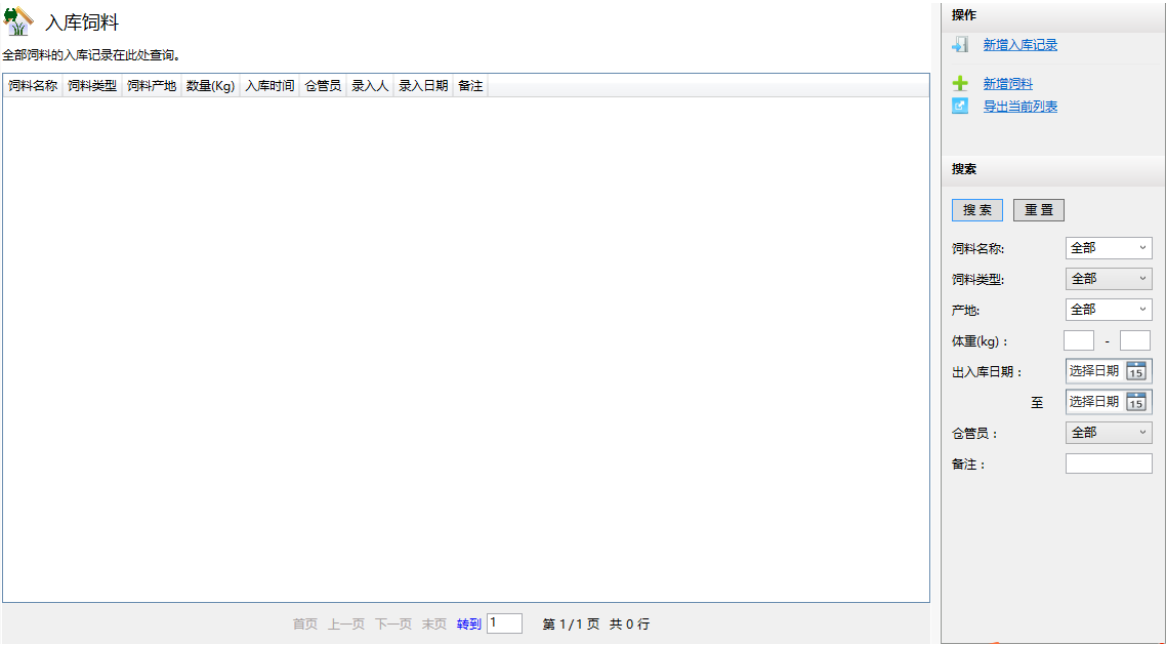 入库饲料
全部饲料的入库记录在此处查询。
饲料名称 饲料类型 饲料产地 数量(Kg) 入库时间 仓管员 录入人 录入日期 备注
首页 上一页 下一页 末页 转到 1 第 1/1 页 共 0 行
操作
新增入库记录
新增饲料
导出当前列表
搜索
搜 索 重 置
饲料名称: 全部
饲料类型: 全部
产地: 全部
体重(kg)： -
出入库日期： 选择日期 15
至 选择日期 15
仓管员： 全部
备注：